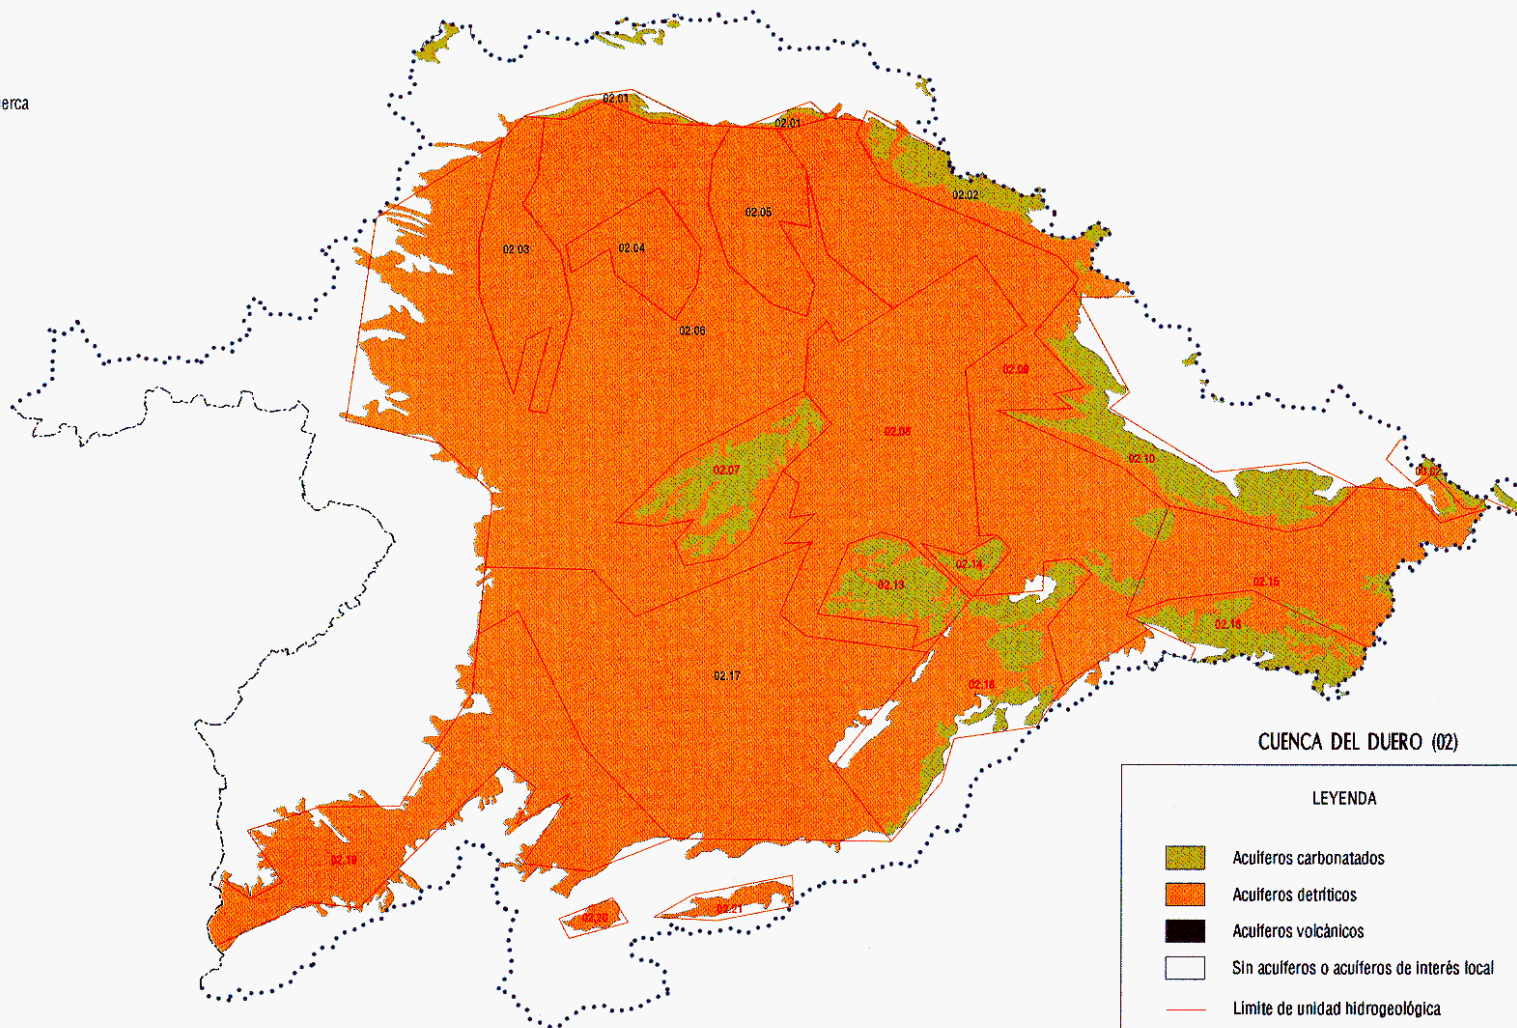 erca
02.01
02.01
02.02
02.03
02.04
02.05
02.06
02.09
02.08
02.07
02.10
09.02
02.14
02.13
02.15
02.16
02.17
02.18
02.19
02.20
02.21
CUENCA DEL DUERO (02)
LEYENDA
Acuíferos carbonatados
Acuíferos detríticos
Acuíferos volcánicos
Sin acuíferos o acuíferos de interés local
Límite de unidad hidrogeológica